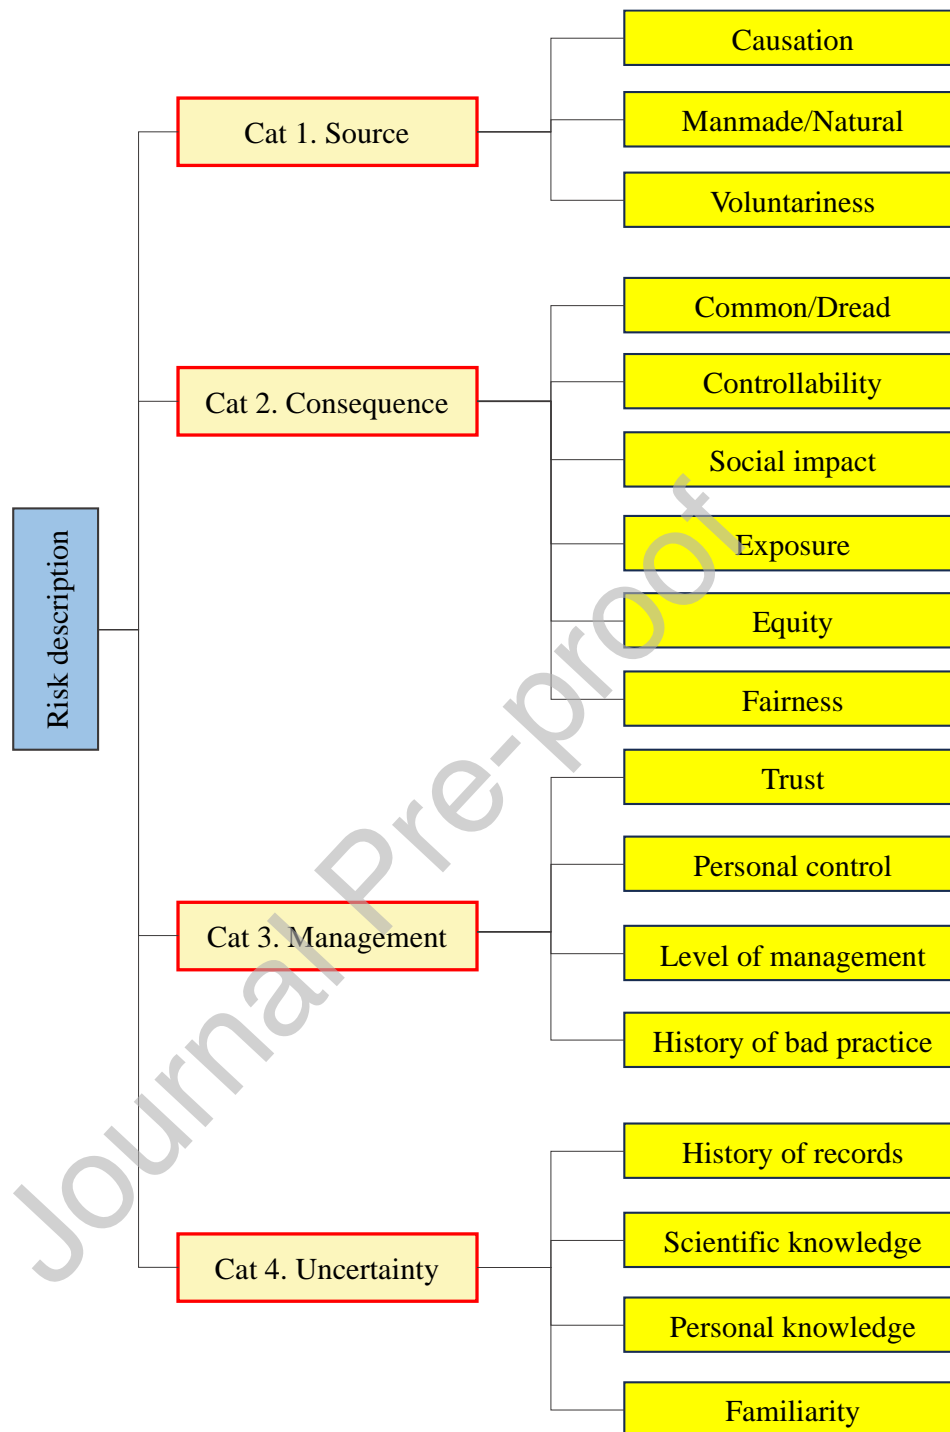 Risk description
Cat 1. Source
Causation
Manmade/Natural
Voluntariness
Cat 2. Consequence
Common/Dread
Controllability
Social impact
Exposure
Equity
Fairness
Cat 3. Management
Trust
Personal control
Level of management
History of bad practice
Cat 4. Uncertainty
History of records
Scientific knowledge
Personal knowledge
Familiarity
Journal Pre-proof